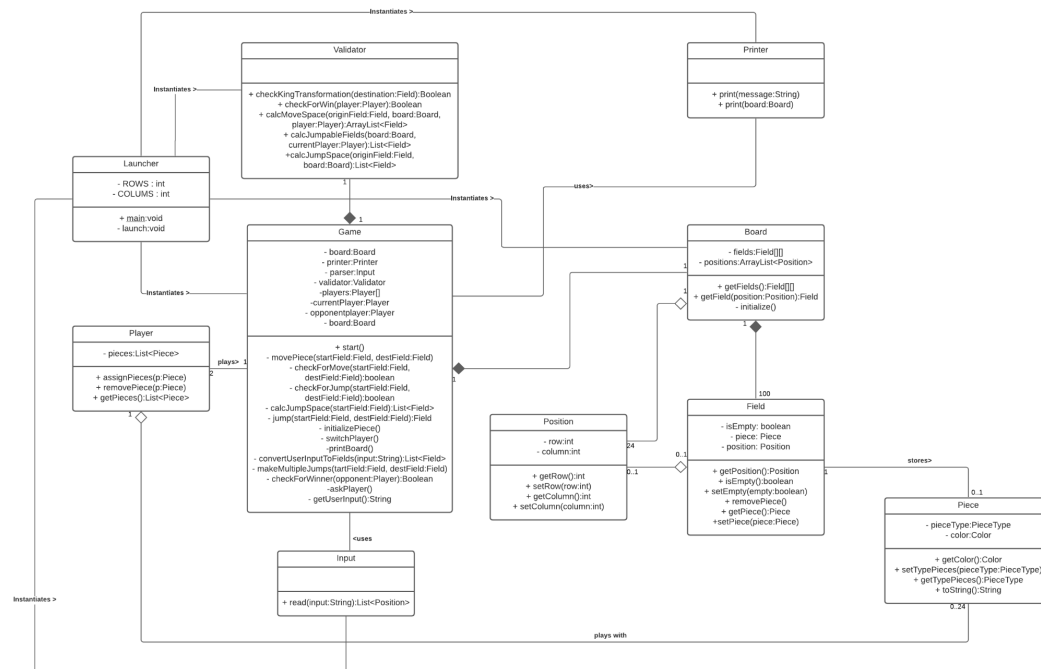 Instantiates >
Validator
+ checkKingTransformation(destination:Field):Boolean
+ checkForWin(player:Player):Boolean
+ calcMoveSpace(originField:Field, board:Board,
player:Player):ArrayList<Field>
+ calcJumpableFields(board:Board,
currentPlayer:Player):List<Field>
+calcJumpSpace(originField:Field,
board:Board):List<Field>
1
Printer
+ print(message:String)
+ print(board:Board)
Instantiates >
Launcher
- ROWS : int
- COLUMS : int
+ main:void
- launch:void
uses>
Instantiates >
1
Game
- board:Board
- printer:Printer
- parser:Input
- validator:Validator
-players:Player[]
-currentPlayer:Player
- opponentplayer:Player
- board:Board
+ start()
- movePiece(startField:Field, destField:Field)
- checkForMove(startField:Field,
destField:Field):boolean
- checkForJump(startField:Field,
destField:Field):boolean
- calcJumpSpace(startField:Field):List<Field>
- jump(startField:Field, destField:Field):Field
- initializePiece()
- switchPlayer()
-printBoard()
- convertUserInputToFields(input:String):List<Field>
- makeMultipleJumps(tartField:Field, destField:Field)
- checkForWinner(opponent:Player):Boolean
-askPlayer()
- getUserInput():String
Board
- fields:Field[][]
- positions:ArrayList<Position>
+ getFields():Field[][]
+ getField(position:Position):Field
- initialize()
1
1
1
Instantiates >
Player
- pieces:List<Piece>
+ assignPieces(p:Piece)
+ removePiece(p:Piece)
+ getPieces():List<Piece>
plays>
1
2
1
1
100
Position
- row:int
- column:int
+ getRow():int
+ setRow(row:int)
+ getColumn():int
+ setColumn(column:int)
24
0..1
0..1
Field
- isEmpty: boolean
- piece: Piece
- position: Position
+ getPosition():Position
+ isEmpty():boolean
+ setEmpty(empty:boolean)
+ removePiece()
+ getPiece():Piece
+setPiece(piece:Piece)
1
stores>
0..1
Piece
- pieceType:PieceType
- color:Color
+ getColor():Color
+ setTypePieces(pieceType:PieceType)
+ getTypePieces():PieceType
+ toString():String
0..24
<uses
Input
+ read(input:String):List<Position>
Instantiates >
plays with